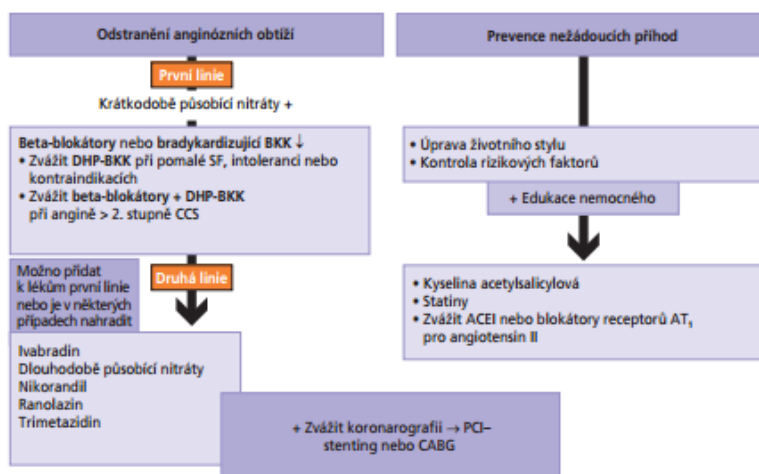 Odstranění anginózních obtíží
První linie
Krátkodobě působící nitráty +
Beta-blokátory nebo bradykardizující BKK ↓
• Zvážit DHP-BKK při pomalé SF, intoleranci nebo
kontraindikacích
• Zvážit beta-blokátory + DHP-BKK
při angině > 2. stupně CCS
Možno přidat
k lékům první linie
nebo je v některých
případech nahradit
Druhá linie
Ivabradin
Dlouhodobě působící nitráty
Nikorandil
Ranolazin
Trimetazidin
Prevence nežádoucích příhod
• Úprava životního stylu
• Kontrola rizikových faktorů
+ Edukace nemocného
• Kyselina acetylsalicylová
• Statiny
• Zvážit ACEI nebo blokátory receptorů AT₁
pro angiotensin II
+ Zvážit koronarografii → PCI–
stenting nebo CABG